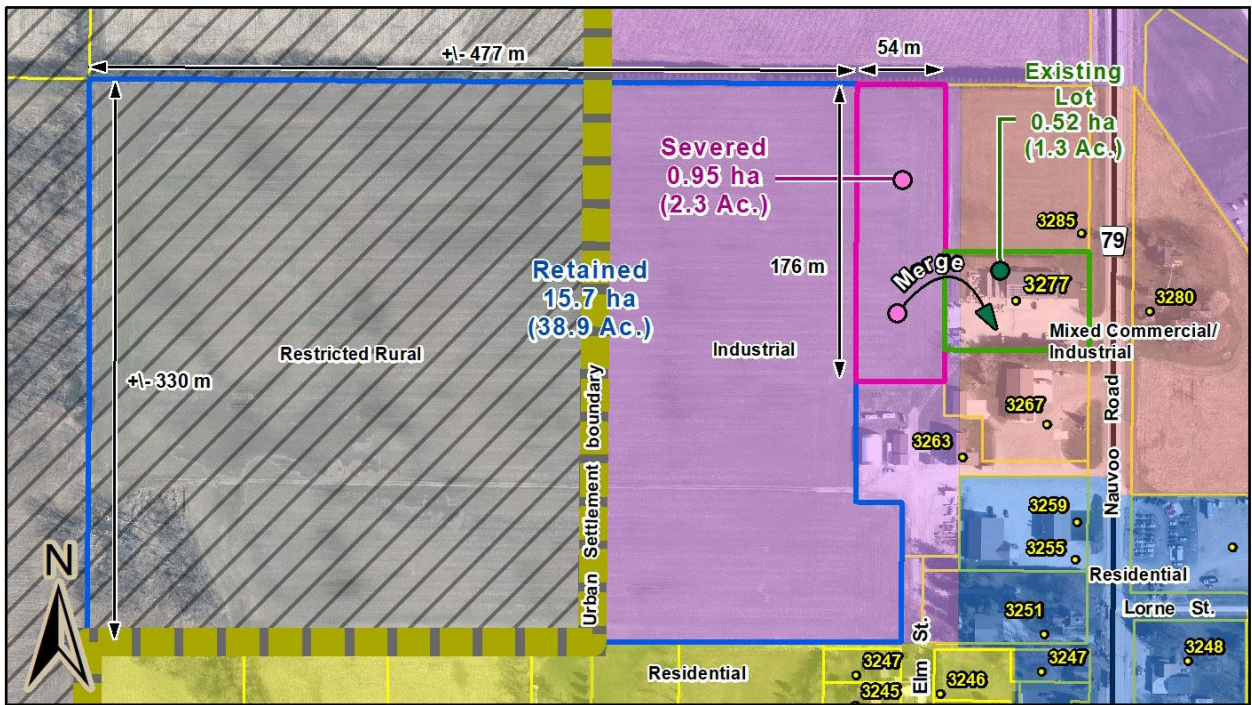 +\- 477 m
54 m
Existing
Lot
0.52 ha
(1.3 Ac.)
Severed
0.95 ha
(2.3 Ac.)
3285
79
176 m
Merge
3277
3280
Retained
15.7 ha
(38.9 Ac.)
Restricted Rural
Industrial
Mixed Commercial/
Industrial
+\- 330 m
Urban Settlement boundary
3267
Nauvoo Road
3263
3259
3255
Residential
3251
Lorne St.
N
Elm St.
Residential
3247
3245
3246
3247
3248